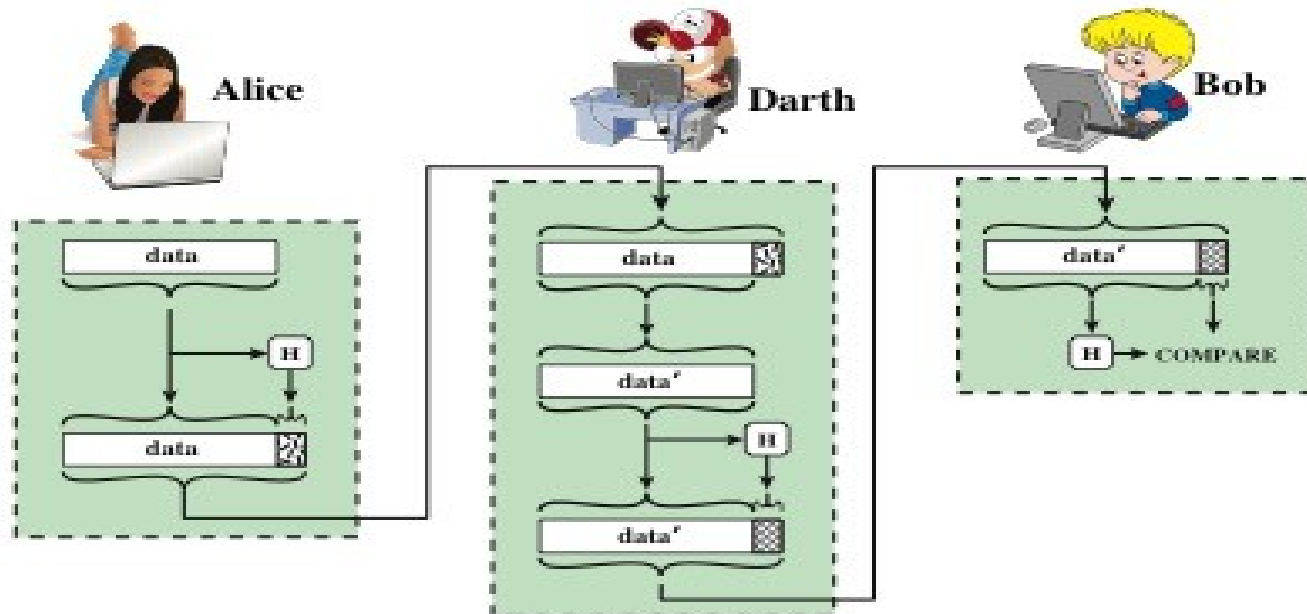 Alice
Darth
Bob
data
H
data
data
data′
H
data′
data′
H
COMPARE